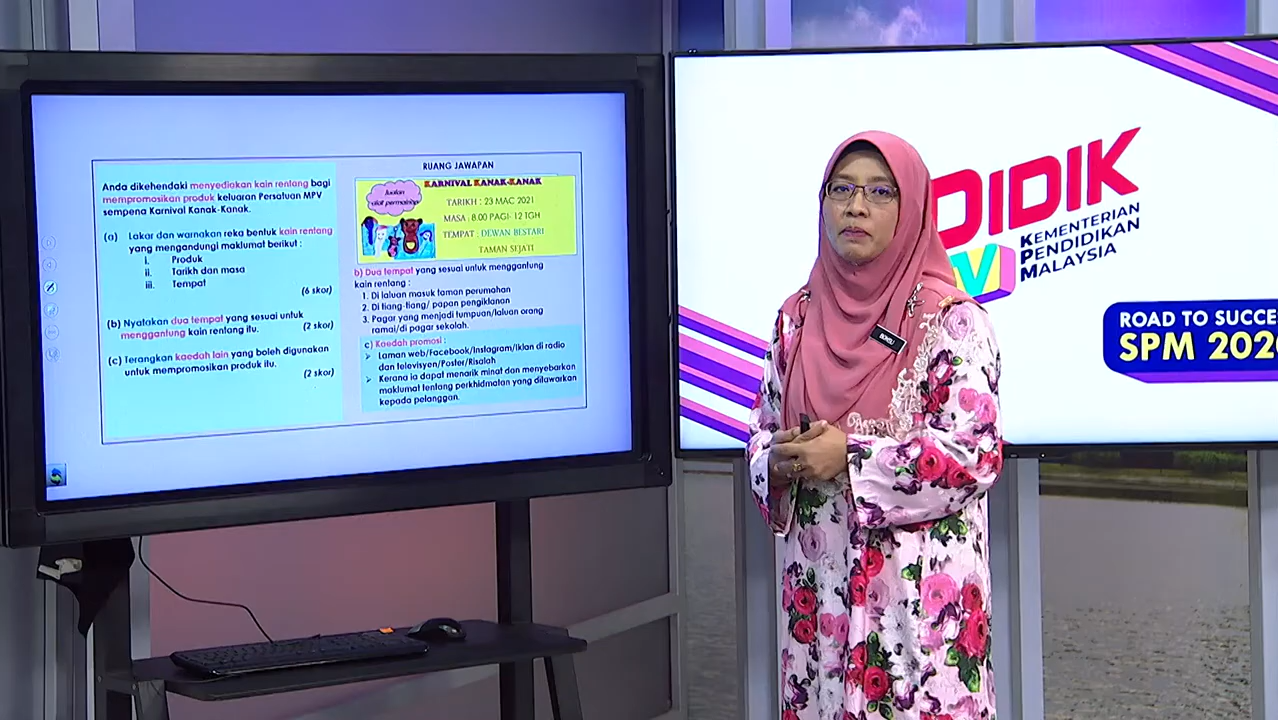 Anda dikehendaki menyediakan kain rentang bagi
mempromosikan produk keluaran Persatuan MPV
sempena Karnival Kanak-Kanak.
(a) Lakar dan warnakan reka bentuk kain rentang
yang mengandungi maklumat berikut :
i. Produk
ii. Tarikh dan masa
iii. Tempat
(6 skor)
(b) Nyatakan dua tempat yang sesuai untuk
menggantung kain rentang itu. (2 skor)
(c) Terangkan kaedah lain yang boleh digunakan
untuk mempromosikan produk itu.
(2 skor)
RUANG JAWAPAN
KARNIVAL KANAK-KANAK
Jualan
alat permainan
TARIKH : 23 MAC 2021
MASA : 8.00 PAGI- 12 TGH
TEMPAT : DEWAN BESTARI
TAMAN SEJATI
b) Dua tempat yang sesuai untuk menggantung
kain rentang :
1. Di laluan masuk taman perumahan
2. Di tiang-tiang/ papan pengiklanan
3. Pagar yang menjadi tumpuan/laluan orang
ramai/di pagar sekolah.
c) Kaedah promosi :
➢ Laman web/Facebook/Instagram/Iklan di radio
dan televisyen/Poster/Risalah
➢ Kerana ia dapat menarik minat dan menyebarkan
maklumat tentang perkhidmatan yang ditawarkan
kepada pelanggan.
DIDIK
TV
KEMENTERIAN
PENDIDIKAN
MALAYSIA
ROAD TO SUCCE
SPM 2020